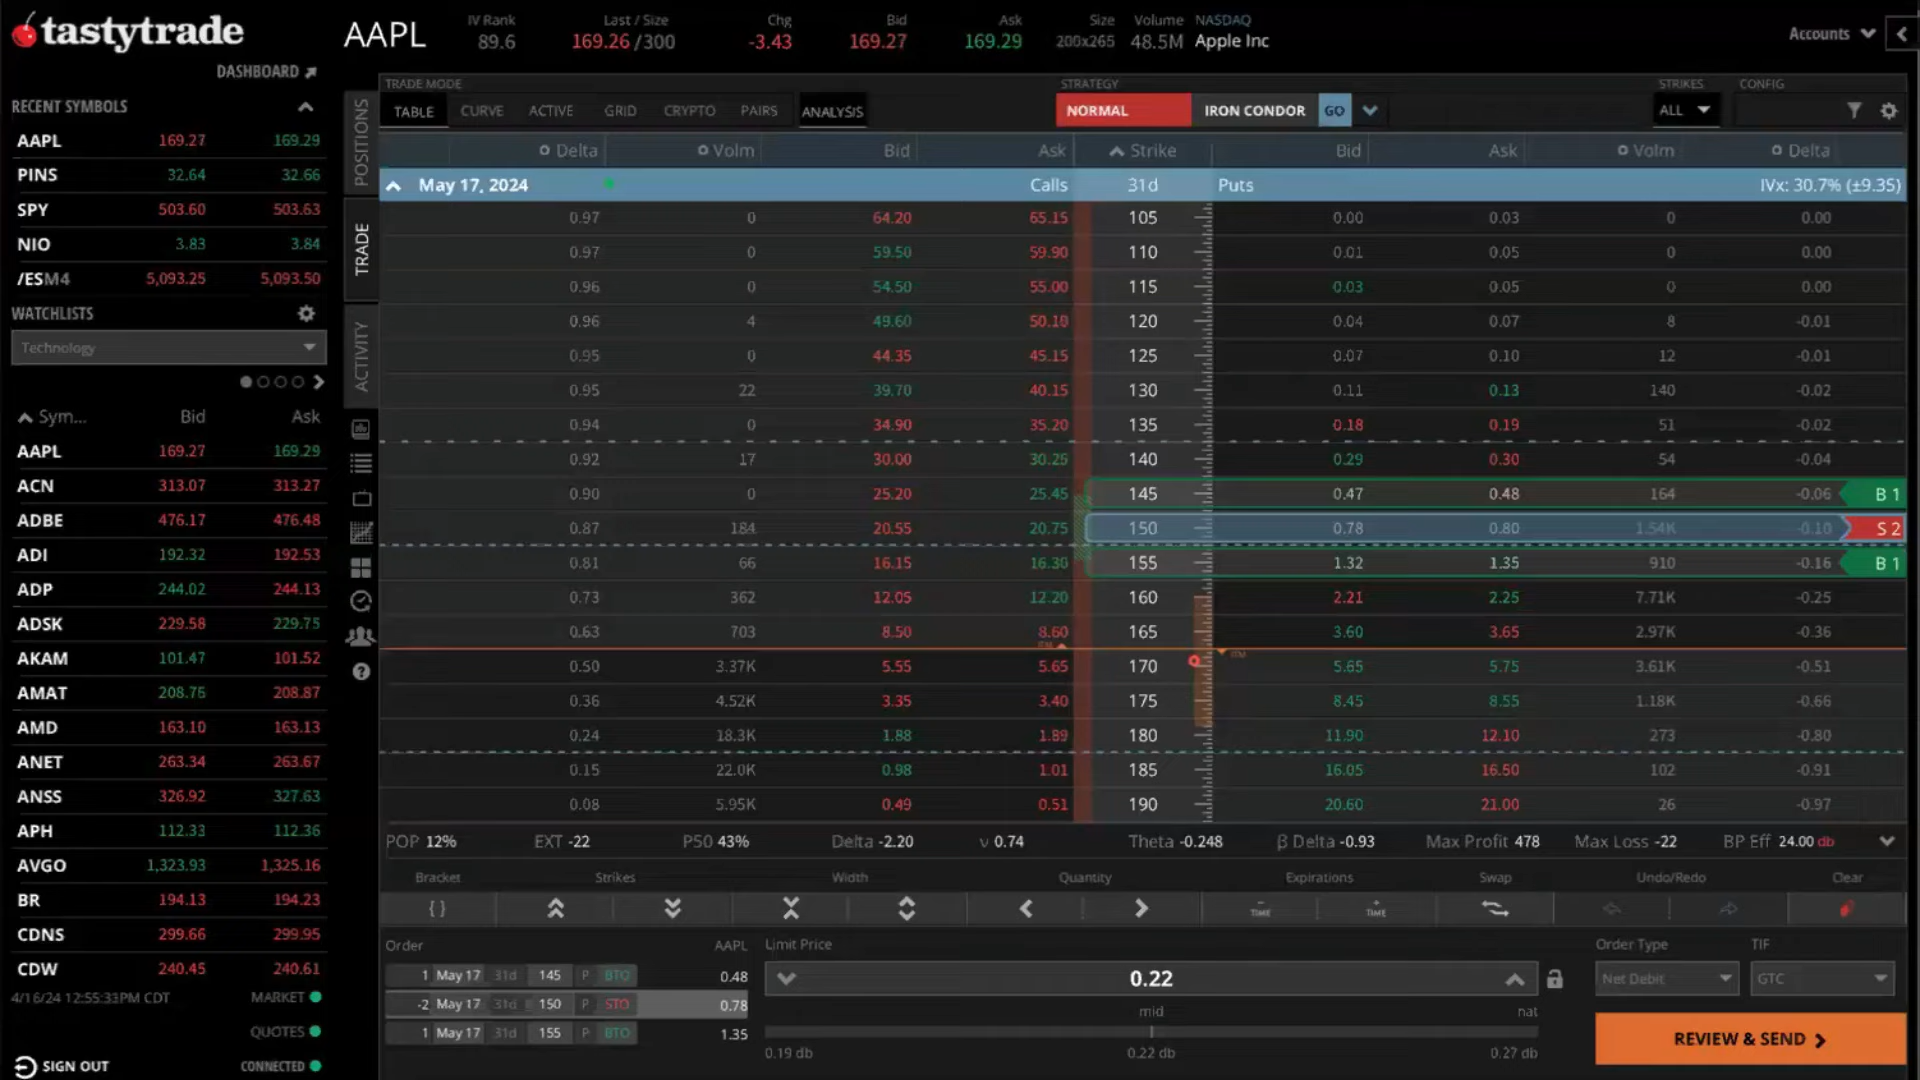 tastytrade
DASHBOARD
AAPL
IV Rank
89.6
Last / Size
169.26 /300
Chg
-3.43
Bid
169.27
Ask
169.29
Size
200x265
Volume
48.5M
NASDAQ
Apple Inc
Accounts
RECENT SYMBOLS
AAPL 169.27 169.29
PINS 32.64 32.66
SPY 503.60 503.63
NIO 3.83 3.84
/ESM4 5,093.25 5,093.50
WATCHLISTS
Technology
Sym... Bid Ask
AAPL 169.27 169.29
ACN 313.07 313.27
ADBE 476.17 476.48
ADI 192.32 192.53
ADP 244.02 244.13
ADSK 229.58 229.75
AKAM 101.47 101.52
AMAT 208.76 208.87
AMD 163.10 163.13
ANET 263.34 263.67
ANSS 326.92 327.63
APH 112.33 112.36
AVGO 1,323.93 1,325.16
BR 194.13 194.23
CDNS 299.66 299.95
CDW 240.45 240.61
4/16/24 12:55:33PM CDT MARKET
QUOTES
SIGN OUT CONNECTED
POSITIONS
TRADE
ACTIVITY
TRADE MODE
TABLE CURVE ACTIVE GRID CRYPTO PAIRS ANALYSIS
STRATEGY
NORMAL IRON CONDOR GO
STRIKES
ALL
CONFIG
Delta Volm Bid Ask Strike Bid Ask Volm Delta
May 17, 2024 Calls 31d Puts IVx: 30.7% (±9.35)
0.97 0 64.20 65.15 105 0.00 0.03 0 0.00
0.97 0 59.50 59.90 110 0.01 0.05 0 0.00
0.96 0 54.50 55.00 115 0.03 0.05 0 0.00
0.96 4 49.60 50.10 120 0.04 0.07 8 -0.01
0.95 0 44.35 45.15 125 0.07 0.10 12 -0.01
0.95 22 39.70 40.15 130 0.11 0.13 140 -0.02
0.94 0 34.90 35.20 135 0.18 0.19 51 -0.02
0.92 17 30.00 30.25 140 0.29 0.30 54 -0.04
0.90 0 25.20 25.45 145 0.47 0.48 164 -0.06 B 1
0.87 184 20.55 20.75 150 0.78 0.80 1.54K -0.10 S 2
0.81 66 16.15 16.30 155 1.32 1.35 910 -0.16 B 1
0.73 362 12.05 12.20 160 2.21 2.25 7.71K -0.25
0.63 703 8.50 8.60 165 3.60 3.65 2.97K -0.36
ITM ITM
0.50 3.37K 5.55 5.65 170 5.65 5.75 3.61K -0.51
0.36 4.52K 3.35 3.40 175 8.45 8.55 1.18K -0.66
0.24 18.3K 1.88 1.89 180 11.90 12.10 273 -0.80
0.15 22.0K 0.98 1.01 185 16.05 16.50 102 -0.91
0.08 5.95K 0.49 0.51 190 20.60 21.00 26 -0.97
POP 12% EXT -22 P50 43% Delta -2.20 ν 0.74 Theta -0.248 β Delta -0.93 Max Profit 478 Max Loss -22 BP Eff 24.00 db
Bracket Strikes Width Quantity Expirations Swap Undo/Redo Clear
{ } TIME TIME
Order AAPL
1 May 17 31d 145 P BTO 0.48
-2 May 17 31d 150 P STO 0.78
1 May 17 31d 155 P BTO 1.35
Limit Price
0.22
mid nat
0.19 db 0.22 db 0.27 db
Order Type
Net Debit
TIF
GTC
REVIEW & SEND